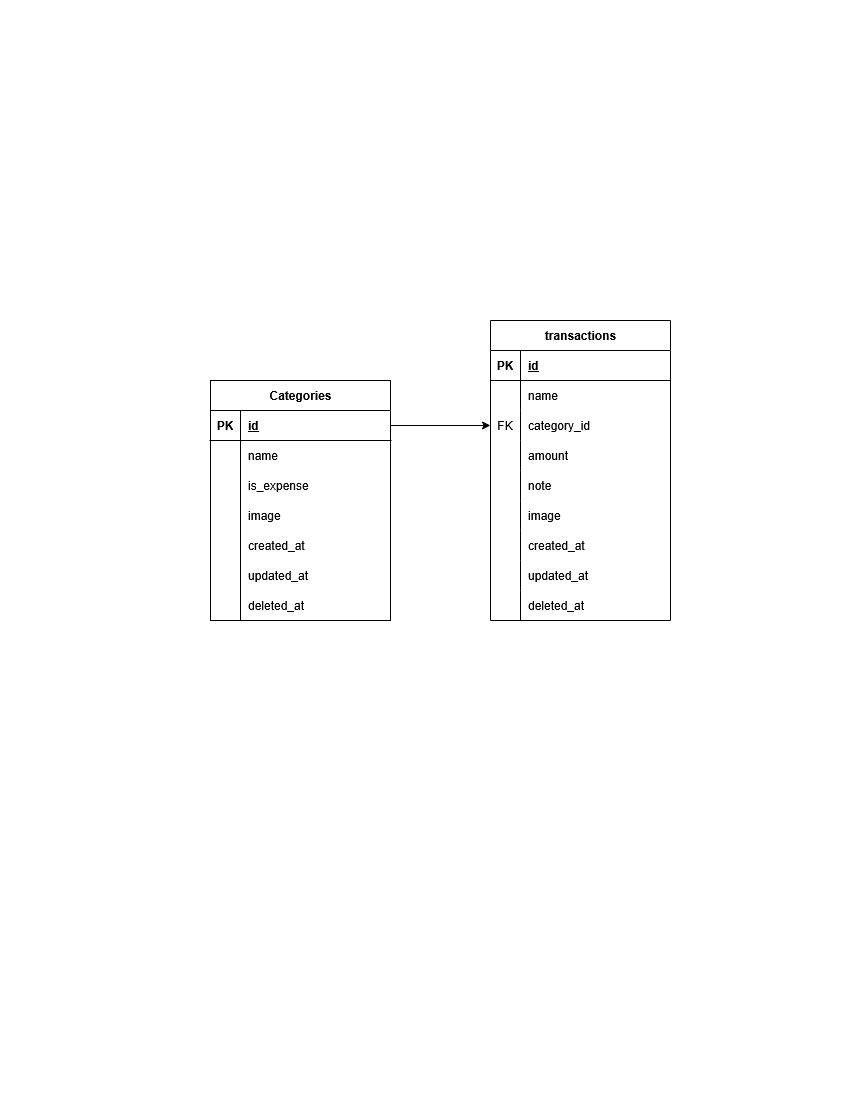 Categories
PK id
name
is_expense
image
created_at
updated_at
deleted_at
transactions
PK id
name
FK category_id
amount
note
image
created_at
updated_at
deleted_at